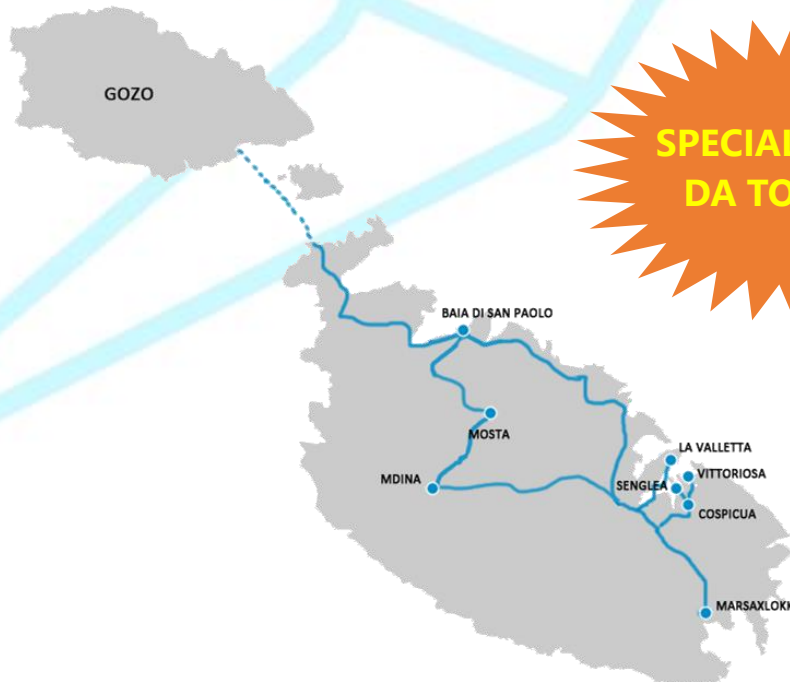 GOZO
SPECIAL
DA TO
BAIA DI SAN PAOLO
MOSTA
LA VALLETTA
MDINA
VITTORIOSA
SENGLEA
COSPICUA
MARSAXLOKK